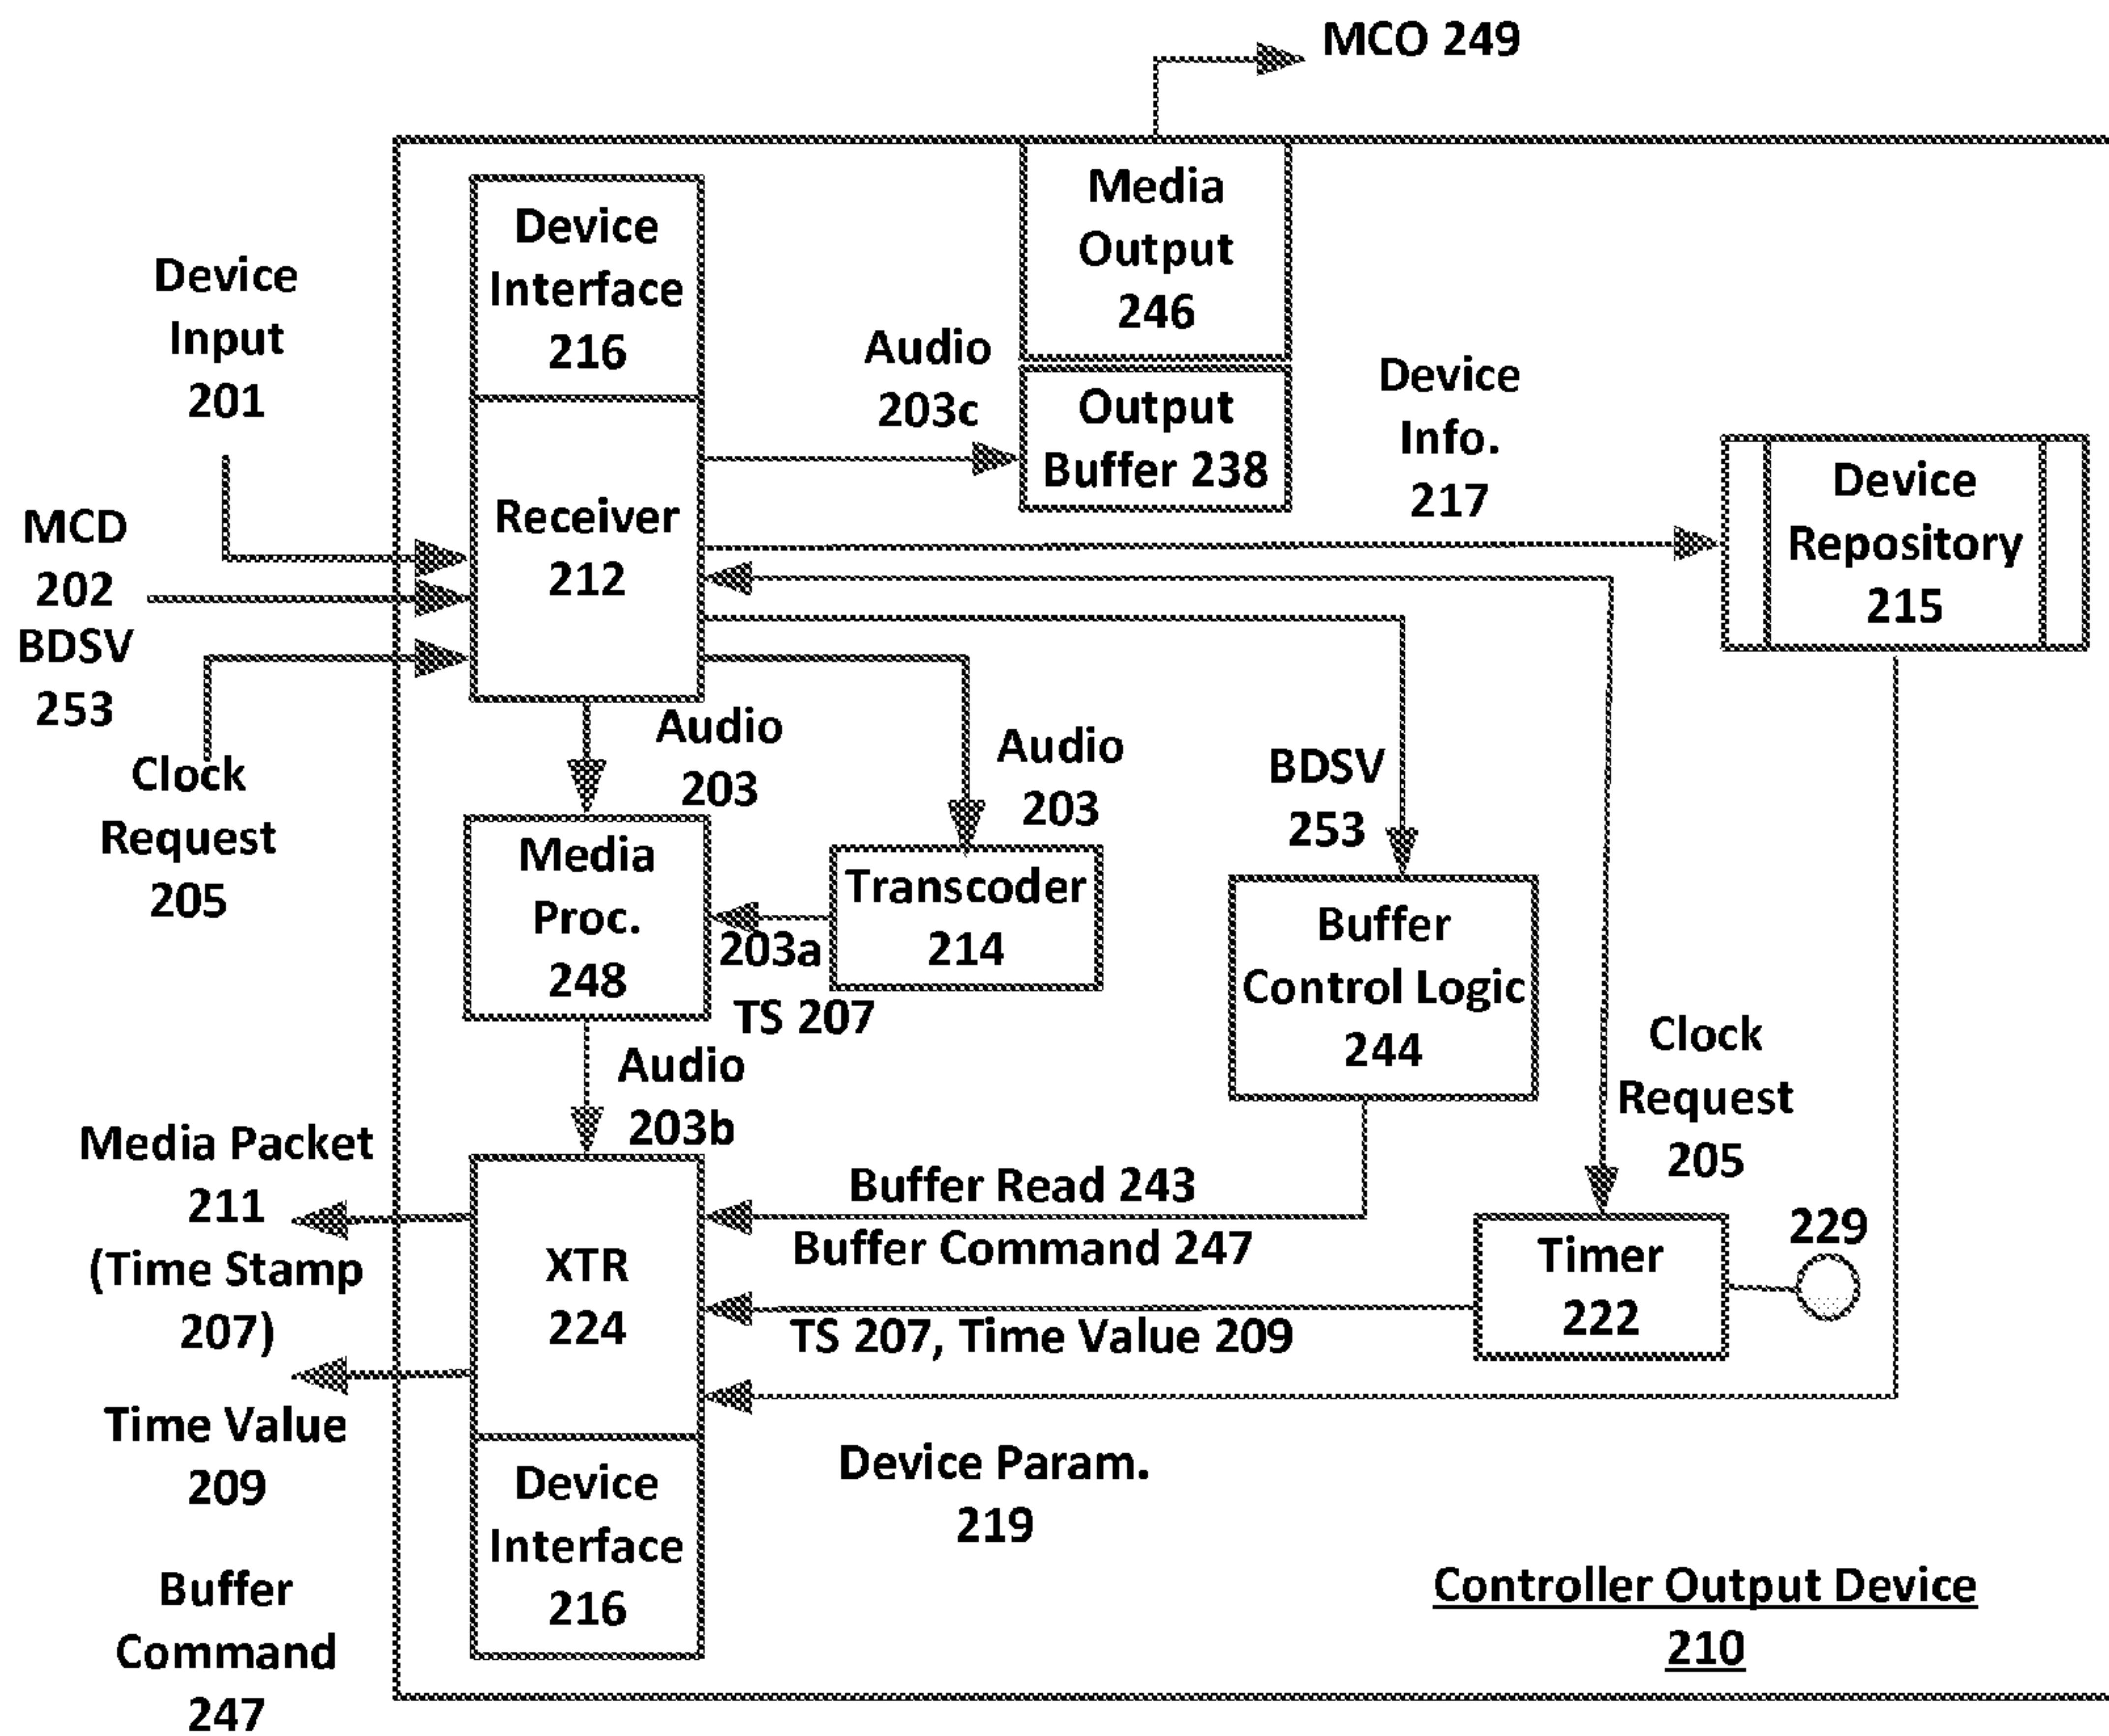 MCO 249
Device
Interface
216
Media
Output
246
Device
Input
201
Audio
203c
Output
Buffer 238
Device
Info.
217
Device
Repository
215
Receiver
212
MCD
202
BDSV
253
Clock
Request
205
Audio
203
Audio
203
BDSV
253
Media
Proc.
248
203a
TS 207
Transcoder
214
Buffer
Control Logic
244
Clock
Request
205
Audio
203b
Media Packet
211
(Time Stamp
207)
Time Value
209
Buffer
Command
247
XTR
224
Buffer Read 243
Buffer Command 247
TS 207, Time Value 209
Timer
222
229
Device
Interface
216
Device Param.
219
Controller Output Device
210